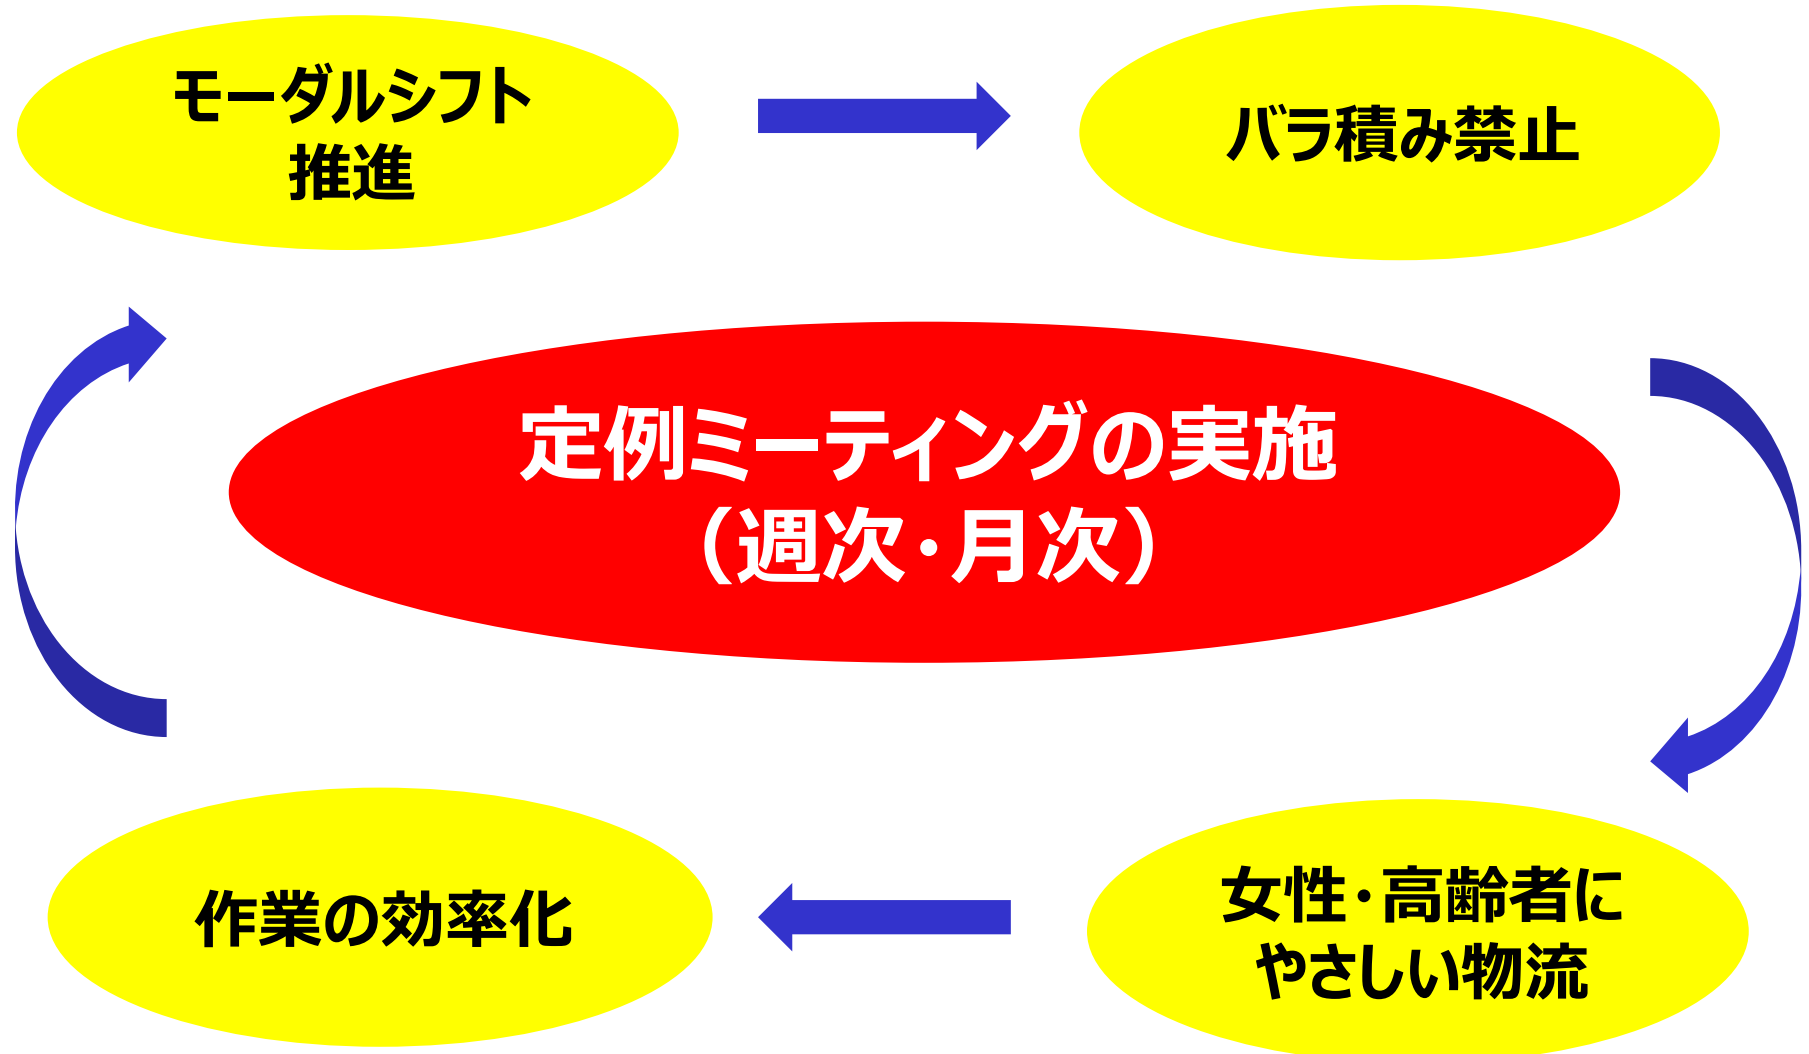 モーダルシフト
推進
バラ積み禁止
定例ミーティングの実施
（週次・月次）
作業の効率化
女性・高齢者に
やさしい物流